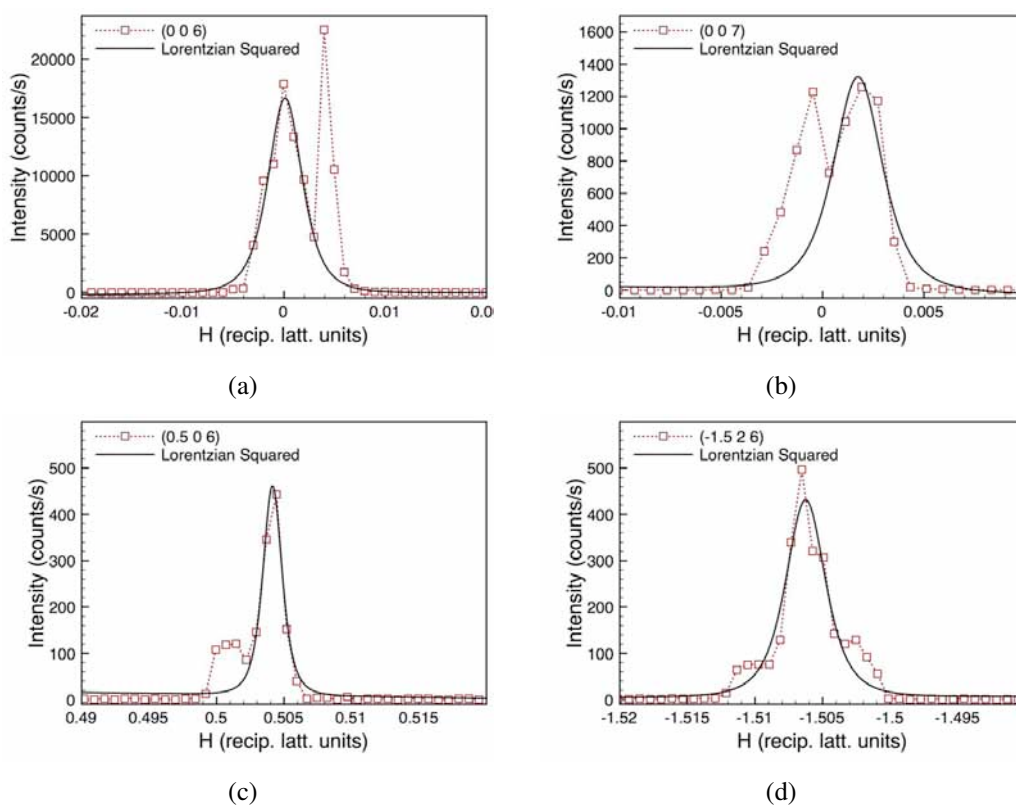 (0 0 6)
Lorentzian Squared
Intensity (counts/s)
20000
15000
10000
5000
0
-0.02 -0.01 0 0.01 0.0
H (recip. latt. units)
(a)
(0 0 7)
Lorentzian Squared
Intensity (counts/s)
1600
1400
1200
1000
800
600
400
200
0
-0.01 -0.005 0 0.005
H (recip. latt. units)
(b)
(0.5 0 6)
Lorentzian Squared
Intensity (counts/s)
500
400
300
200
100
0
0.49 0.495 0.5 0.505 0.51 0.515
H (recip. latt. units)
(c)
(-1.5 2 6)
Lorentzian Squared
Intensity (counts/s)
500
400
300
200
100
0
-1.52 -1.515 -1.51 -1.505 -1.5 -1.495
H (recip. latt. units)
(d)